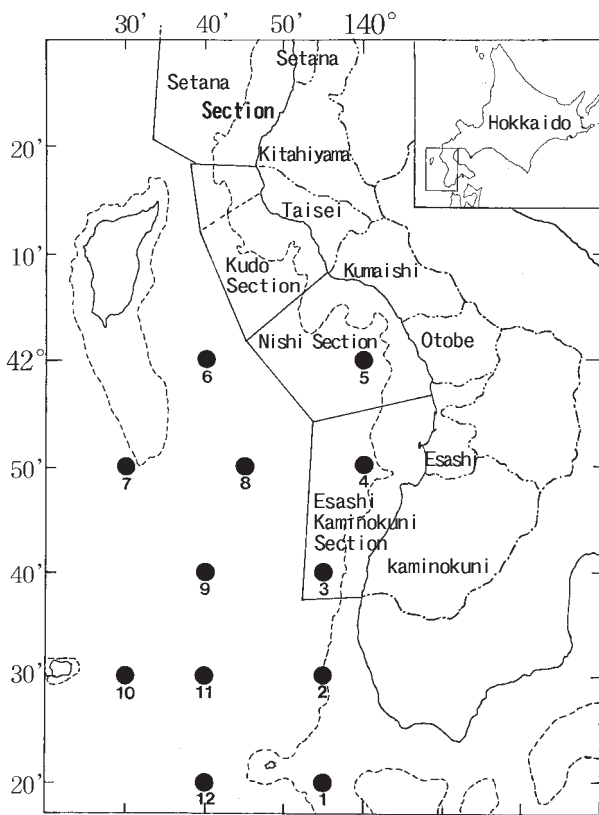 30′ 40′ 50′ 140°
Setana
Setana
Section
Hokkaido
20′
Kitahiyama
Taisei
10′
Kudo
Section
Kumaishi
Nishi Section
Otobe
42°
6
5
50′
7
8
4
Esashi
Esashi
Kaminokuni
Section
kaminokuni
40′
9
3
30′
10
11
2
20′
12
1